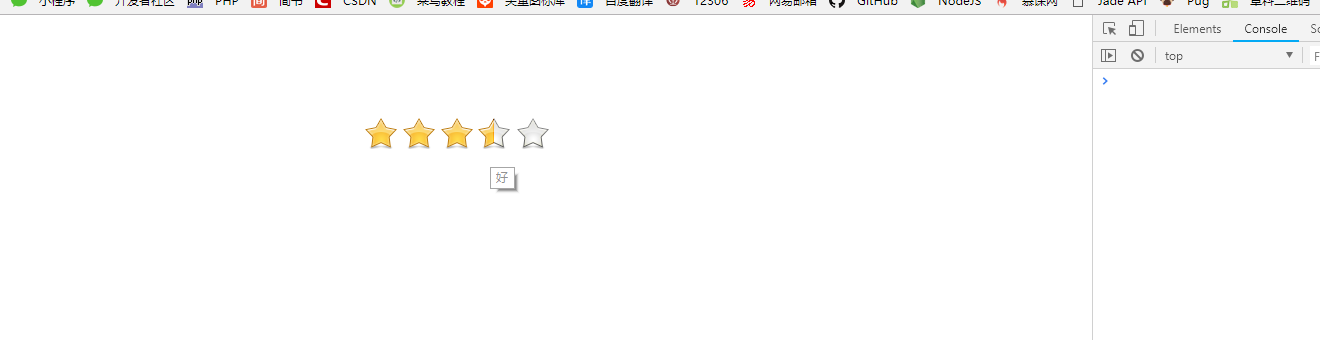 小程序 开发者社区 php PHP 简书 CSDN 菜鸟教程 矢量图标库 译 百度翻译 12306 网易邮箱 GitHub NodeJS 慕课网 Jade API Pug 草料二维码
Elements Console
top
好